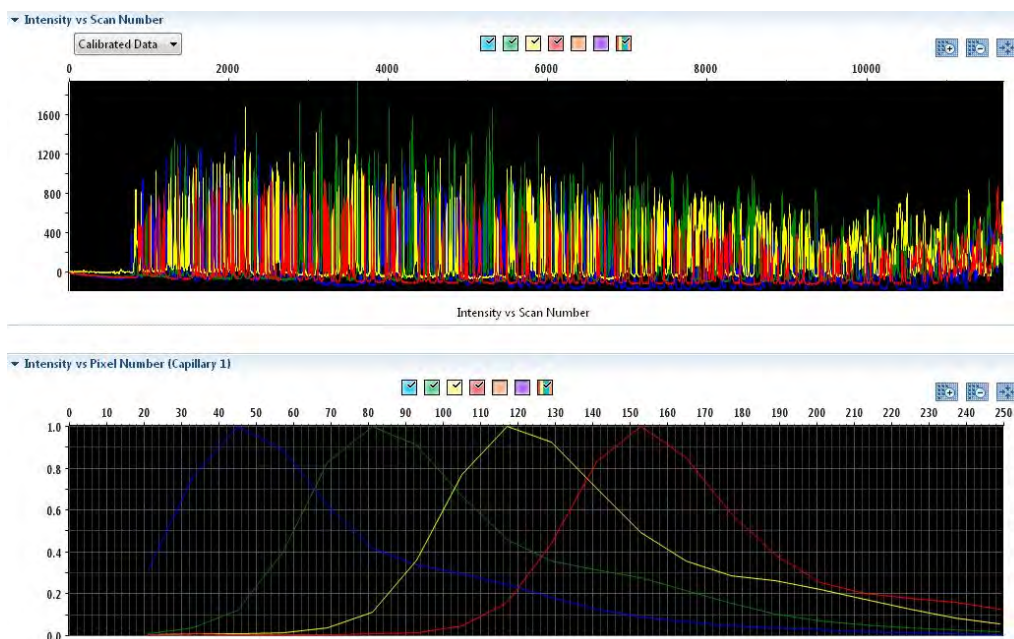 Intensity vs Scan Number
Calibrated Data
0 2000 4000 6000 8000 10000
1600
1200
800
400
0
Intensity vs Scan Number
Intensity vs Pixel Number (Capillary 1)
0 10 20 30 40 50 60 70 80 90 100 110 120 130 140 150 160 170 180 190 200 210 220 230 240 250
1.0
0.8
0.6
0.4
0.2
0.0